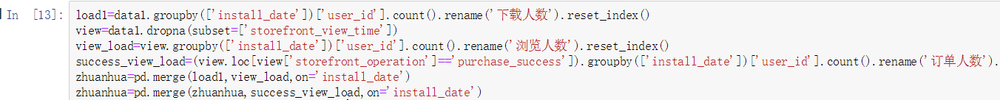 In [13]:
load1=data1.groupby(['install_date'])['user_id'].count().rename('下载人数').reset_index()
view=data1.dropna(subset=['storefront_view_time'])
view_load=view.groupby(['install_date'])['user_id'].count().rename('浏览人数').reset_index()
success_view_load=(view.loc[view['storefront_operation']=='purchase_success']).groupby(['install_date'])['user_id'].count().rename('订单人数').
zhuanhua=pd.merge(load1,view_load,on='install_date')
zhuanhua=pd.merge(zhuanhua,success_view_load,on='install_date')